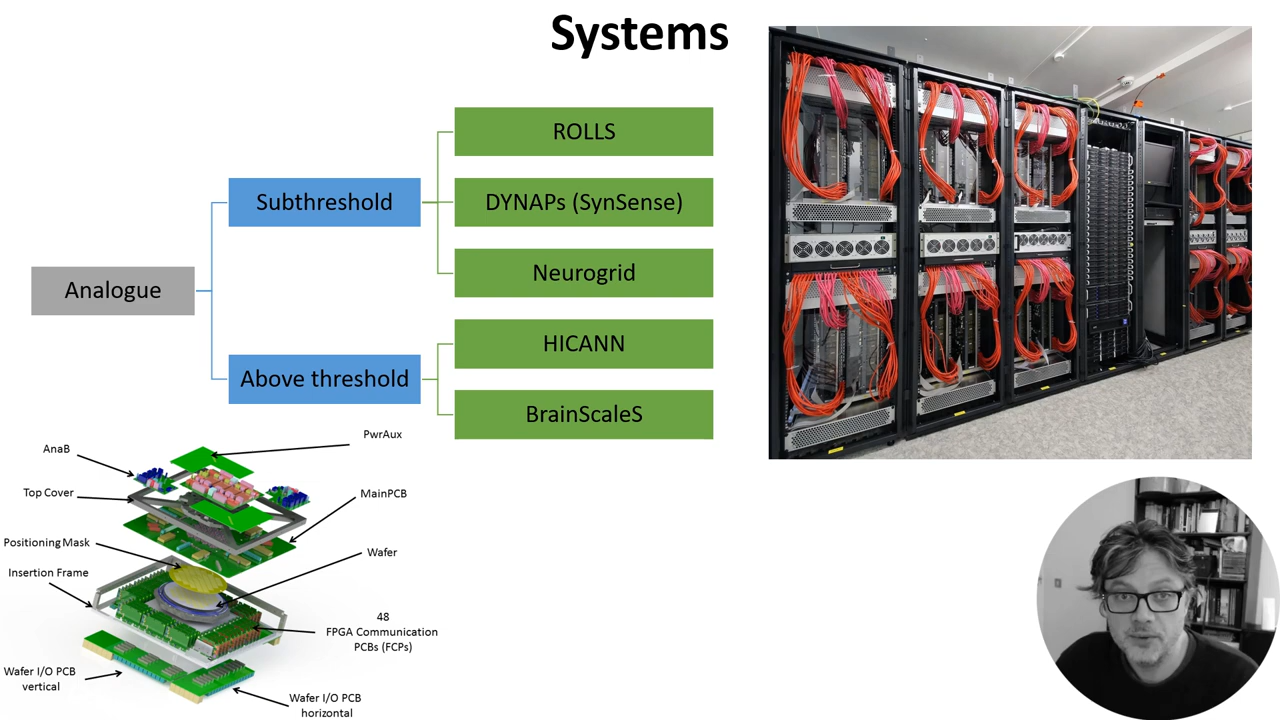 Systems
Analogue
Subthreshold
Above threshold
ROLLS
DYNAPs (SynSense)
Neurogrid
HICANN
BrainScaleS
PwrAux
AnaB
Top Cover
MainPCB
Positioning Mask
Wafer
Insertion Frame
48
FPGA Communication
PCBs (FCPs)
Wafer I/O PCB
vertical
Wafer I/O PCB
horizontal